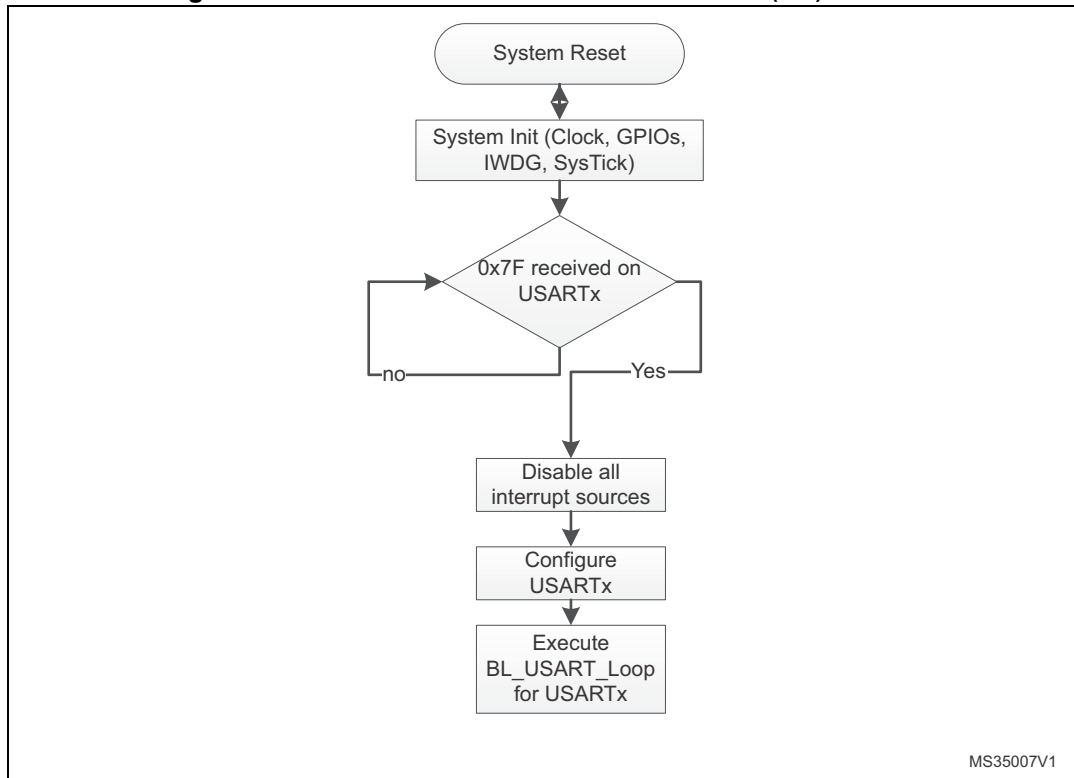 System Reset
System Init (Clock, GPIOs,
IWDG, SysTick)
0x7F received on
USARTx
no
Yes
Disable all
interrupt sources
Configure
USARTx
Execute
BL_USART_Loop
for USARTx
MS35007V1